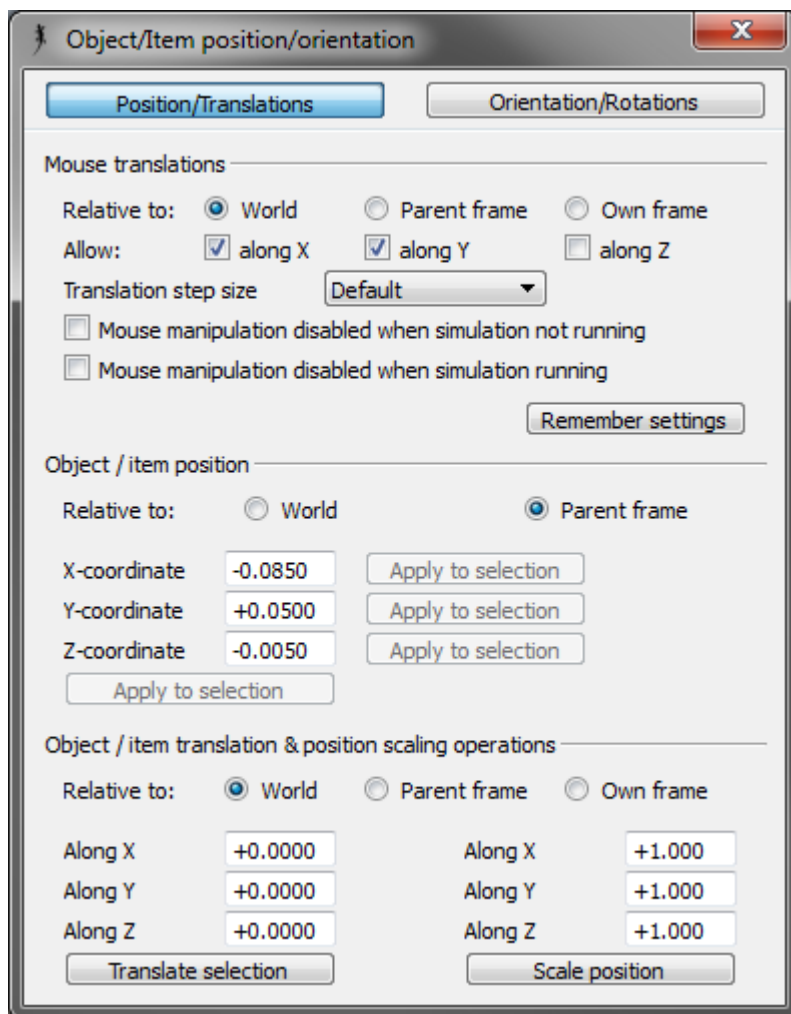 Object/Item position/orientation
Position/Translations Orientation/Rotations
Mouse translations
Relative to: World Parent frame Own frame
Allow: along X along Y along Z
Translation step size Default
Mouse manipulation disabled when simulation not running
Mouse manipulation disabled when simulation running
Remember settings
Object / item position
Relative to: World Parent frame
X-coordinate -0.0850 Apply to selection
Y-coordinate +0.0500 Apply to selection
Z-coordinate -0.0050 Apply to selection
Apply to selection
Object / item translation & position scaling operations
Relative to: World Parent frame Own frame
Along X +0.0000 Along X +1.000
Along Y +0.0000 Along Y +1.000
Along Z +0.0000 Along Z +1.000
Translate selection Scale position